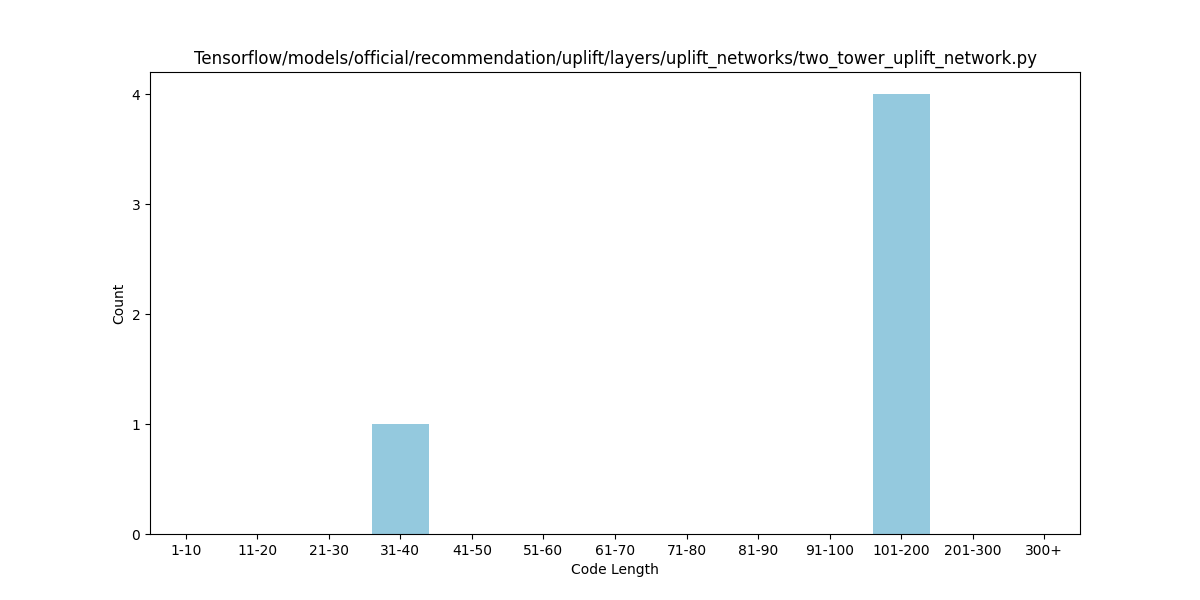 Tensorflow/models/official/recommendation/uplift/layers/uplift_networks/two_tower_uplift_network.py
4
3
2
1
0
Count
1-10 11-20 21-30 31-40 41-50 51-60 61-70 71-80 81-90 91-100 101-200 201-300 300+
Code Length